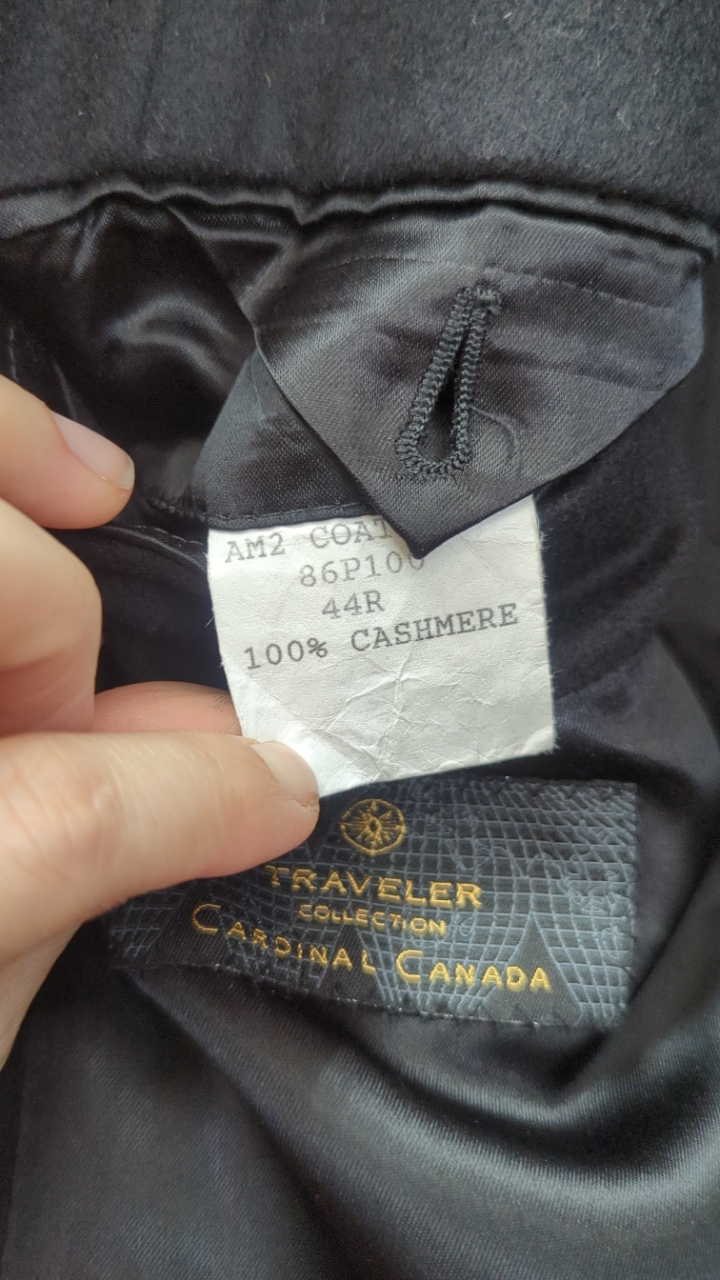 AM2 COAT
86P100
44R
100% CASHMERE
TRAVELER
COLLECTION
CARDINAL CANADA